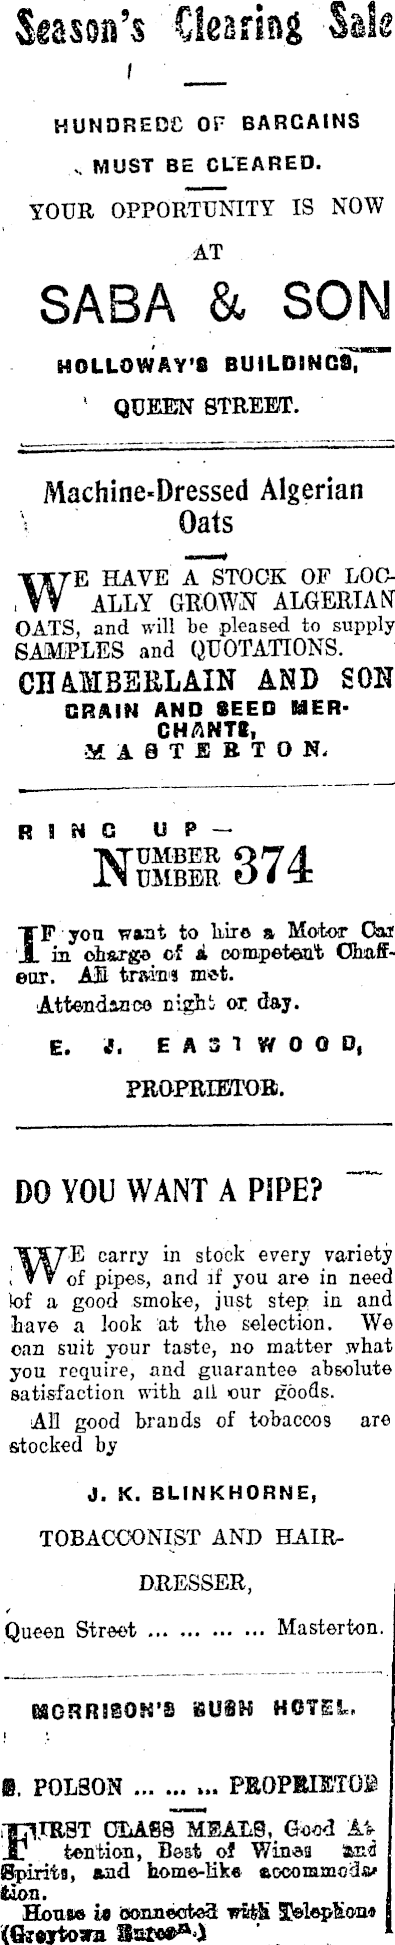 Season's Clearing Sale
HUNDREDS OF BARGAINS
MUST BE CLEARED.
YOUR OPPORTUNITY IS NOW
AT
SABA & SON
HOLLOWAY'S BUILDINGS,
QUEEN STREET.
Machine-Dressed Algerian
Oats
WE HAVE A STOCK OF LOC-
ALLY GROWN ALGERIAN
OATS, and will be pleased to supply
SAMPLES and QUOTATIONS.
CHAMBERLAIN AND SON
GRAIN AND SEED MER-
CHANTS,
MASTERTON.
RING UP—
NUMBER
NUMBER 374
IF you want to hire a Motor Car
in charge of a competent Chaff-
eur. All trains met.
Attendance night or day.
E. J. EASTWOOD,
PROPRIETOR.
DO YOU WANT A PIPE?
WE carry in stock every variety
of pipes, and if you are in need
of a good smoke, just step in and
have a look at the selection. We
can suit your taste, no matter what
you require, and guarantee absolute
satisfaction with all our goods.
All good brands of tobaccos are
stocked by
J. K. BLINKHORNE,
TOBACCONIST AND HAIR-
DRESSER,
Queen Street ... ... ... ... Masterton.
MORRISON'S BUSH HOTEL.
POLSON ... ... ... PROPRIETOR
FIRST CLASS MEALS, Good At-
tention, Best of Wines and
Spirits, and home-like accommoda-
tion.
House is connected with Telephone
(Greytown Bureau.)